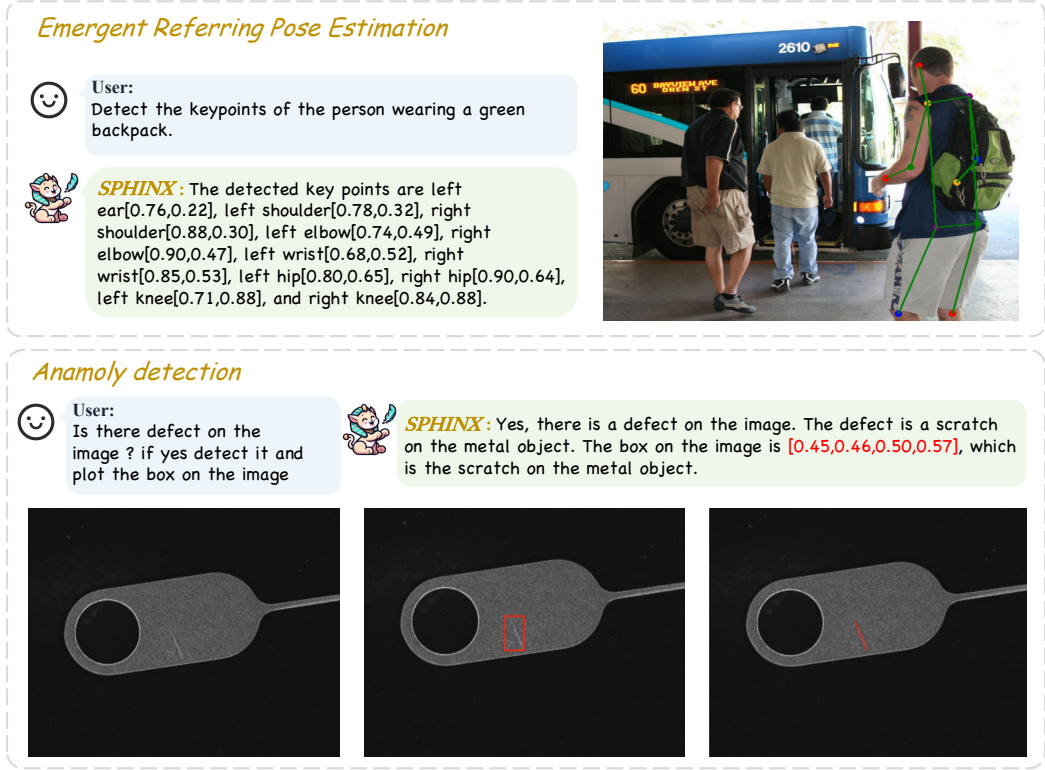 Emergent Referring Pose Estimation
User:
Detect the keypoints of the person wearing a green
backpack.
SPHINX : The detected key points are left
ear[0.76,0.22], left shoulder[0.78,0.32], right
shoulder[0.88,0.30], left elbow[0.74,0.49], right
elbow[0.90,0.47], left wrist[0.68,0.52], right
wrist[0.85,0.53], left hip[0.80,0.65], right hip[0.90,0.64],
left knee[0.71,0.88], and right knee[0.84,0.88].
2610
60 BAYVIEW AVE
DREW ST
Anamoly detection
User:
Is there defect on the
image ? if yes detect it and
plot the box on the image
SPHINX : Yes, there is a defect on the image. The defect is a scratch
on the metal object. The box on the image is [0.45,0.46,0.50,0.57], which
is the scratch on the metal object.